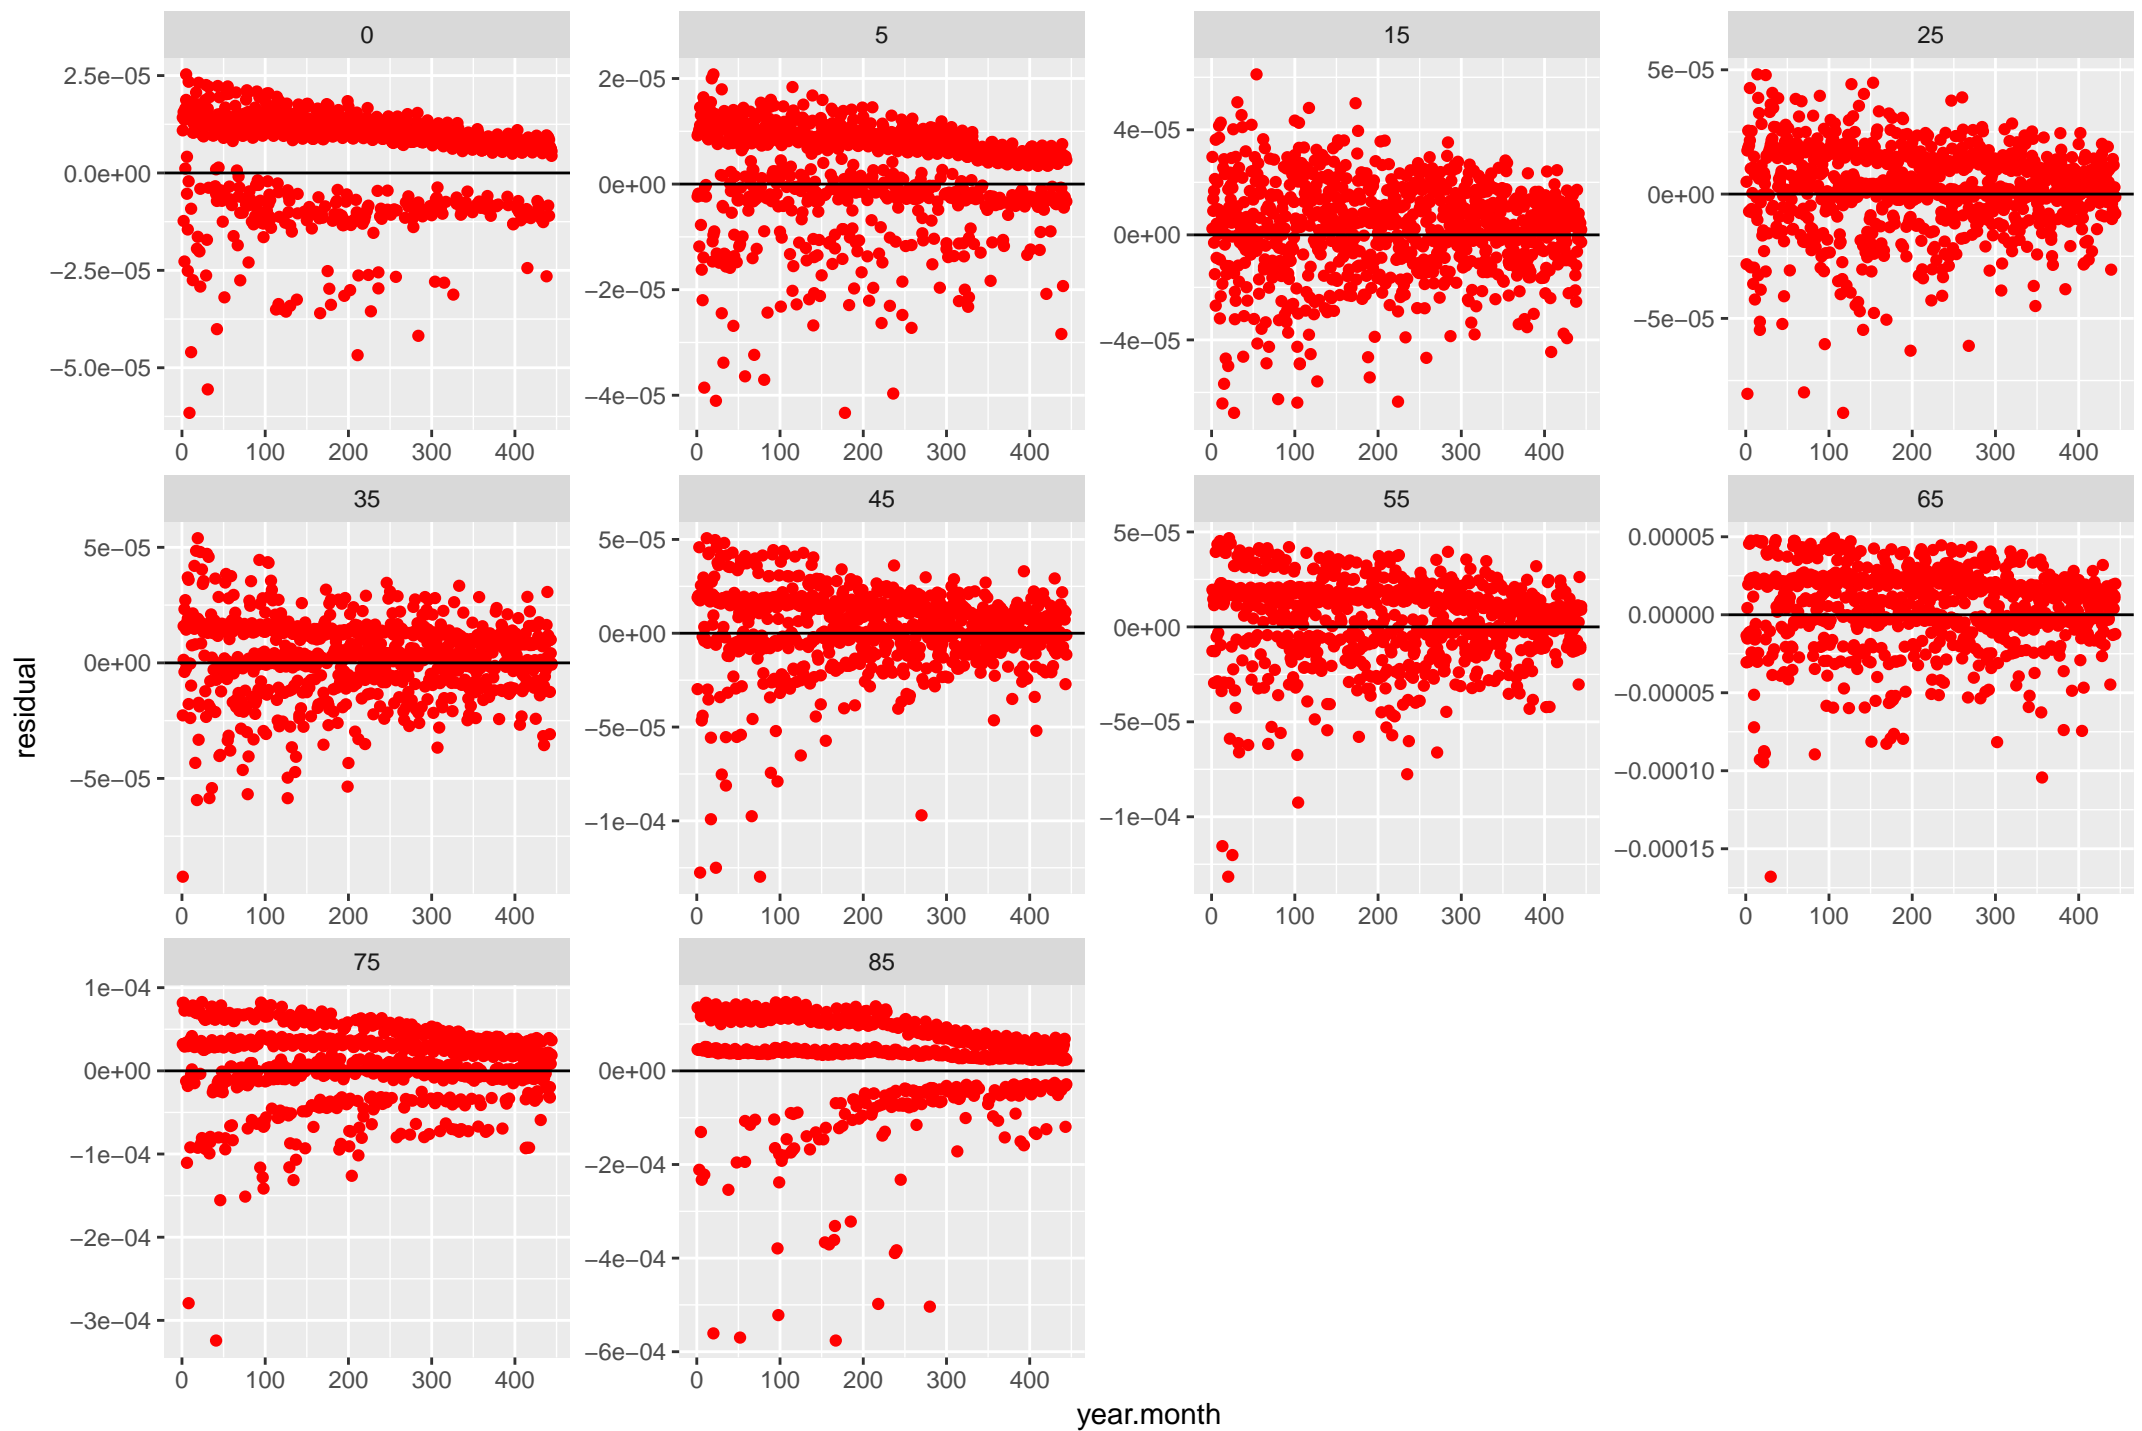 0 5 15 25
2.5e−05
0.0e+00
−2.5e−05
−5.0e−05
0 100 200 300 400
2e−05
0e+00
−2e−05
−4e−05
0 100 200 300 400
4e−05
0e+00
−4e−05
0 100 200 300 400
5e−05
0e+00
−5e−05
0 100 200 300 400
35 45 55 65
5e−05
0e+00
−5e−05
0 100 200 300 400
5e−05
0e+00
−5e−05
−1e−04
0 100 200 300 400
5e−05
0e+00
−5e−05
−1e−04
0 100 200 300 400
0.00005
0.00000
−0.00005
−0.00010
−0.00015
0 100 200 300 400
75 85
1e−04
0e+00
−1e−04
−2e−04
−3e−04
0 100 200 300 400
0e+00
−2e−04
−4e−04
−6e−04
0 100 200 300 400
residual
year.month